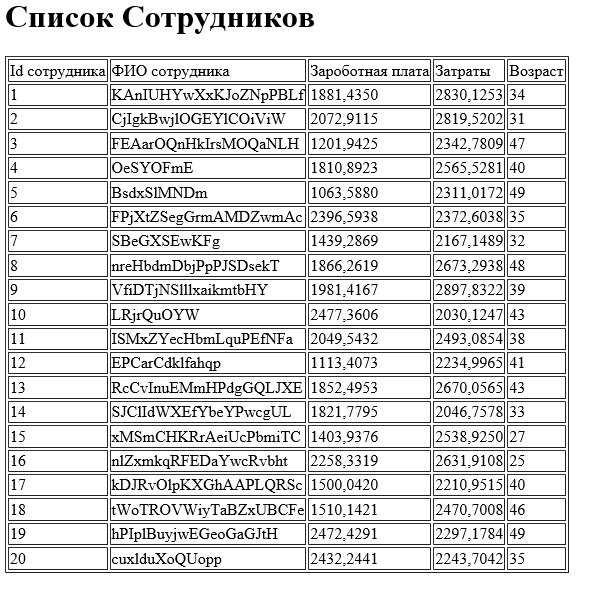 Список Сотрудников
Id сотрудника ФИО сотрудника Зароботная плата Затраты Возраст
1 KAnIUHYwXxKJoZNpPBLf 1881,4350 2830,1253 34
2 CjIgkBwjlOGEYlCOiViW 2072,9115 2819,5202 31
3 FEAarOQnHkIrsMOQaNLH 1201,9425 2342,7809 47
4 OeSYOFmE 1810,8923 2565,5281 40
5 BsdxSlMNDm 1063,5880 2311,0172 49
6 FPjXtZSegGrmAMDZwmAc 2396,5938 2372,6038 35
7 SBeGXSEwKFg 1439,2869 2167,1489 32
8 nreHbdmDbjPpPJSDsekT 1866,2619 2673,2938 48
9 VfiDTjNSlllxaikmtbHY 1981,4167 2897,8322 39
10 LRjrQuOYW 2477,3606 2030,1247 43
11 ISMxZYecHbmLquPEfNFa 2049,5432 2493,0854 38
12 EPCarCdklfahqp 1113,4073 2234,9965 41
13 RcCvInuEMmHPdgGQLJXE 1852,4953 2670,0565 43
14 SJClIdWXEfYbeYPwcgUL 1821,7795 2046,7578 33
15 xMSmCHKRrAeiUcPbmiTC 1403,9376 2538,9250 27
16 nlZxmkqRFEDaYwcRvbht 2258,3319 2631,9108 25
17 kDJRvOlpKXGhAAPLQRSc 1500,0420 2210,9515 40
18 tWoTROVWiyTaBZxUBCFe 1510,1421 2470,7008 46
19 hPIplBuyjwEGeoGaGJtH 2472,4291 2297,1784 49
20 cuxlduXoQUopp 2432,2441 2243,7042 35